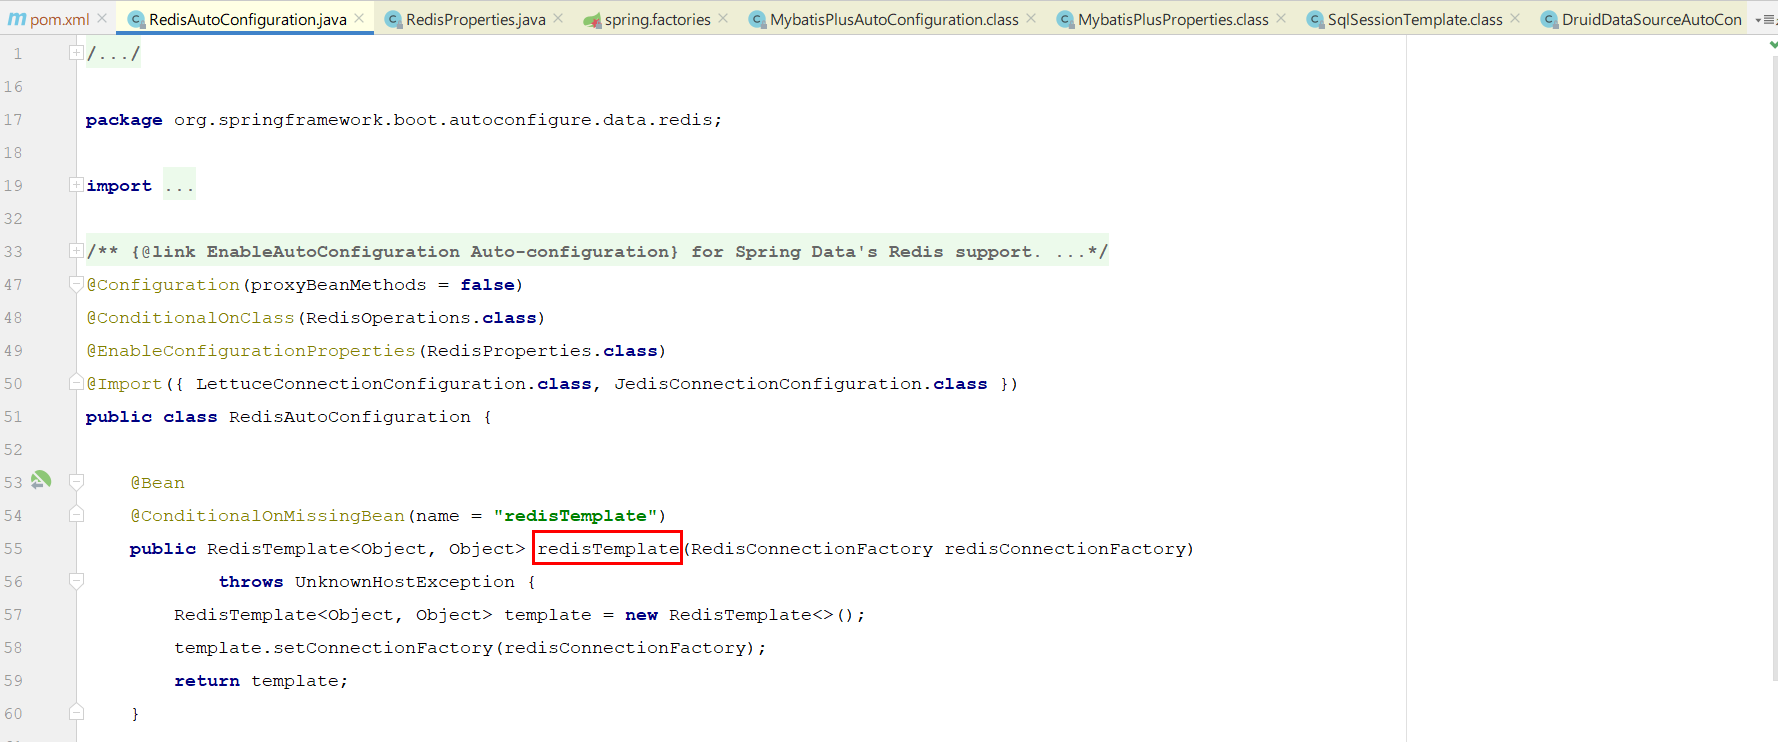 pom.xml RedisAutoConfiguration.java RedisProperties.java spring.factories MybatisPlusAutoConfiguration.class MybatisPlusProperties.class SqlSessionTemplate.class DruidDataSourceAutoCon
1 /.../
16
17 package org.springframework.boot.autoconfigure.data.redis;
18
19 import ...
32
33 /** {@link EnableAutoConfiguration Auto-configuration} for Spring Data's Redis support. ...*/
47 @Configuration(proxyBeanMethods = false)
48 @ConditionalOnClass(RedisOperations.class)
49 @EnableConfigurationProperties(RedisProperties.class)
50 @Import({ LettuceConnectionConfiguration.class, JedisConnectionConfiguration.class })
51 public class RedisAutoConfiguration {
52
53 @Bean
54 @ConditionalOnMissingBean(name = "redisTemplate")
55 public RedisTemplate<Object, Object> redisTemplate(RedisConnectionFactory redisConnectionFactory)
56 throws UnknownHostException {
57 RedisTemplate<Object, Object> template = new RedisTemplate<>();
58 template.setConnectionFactory(redisConnectionFactory);
59 return template;
60 }